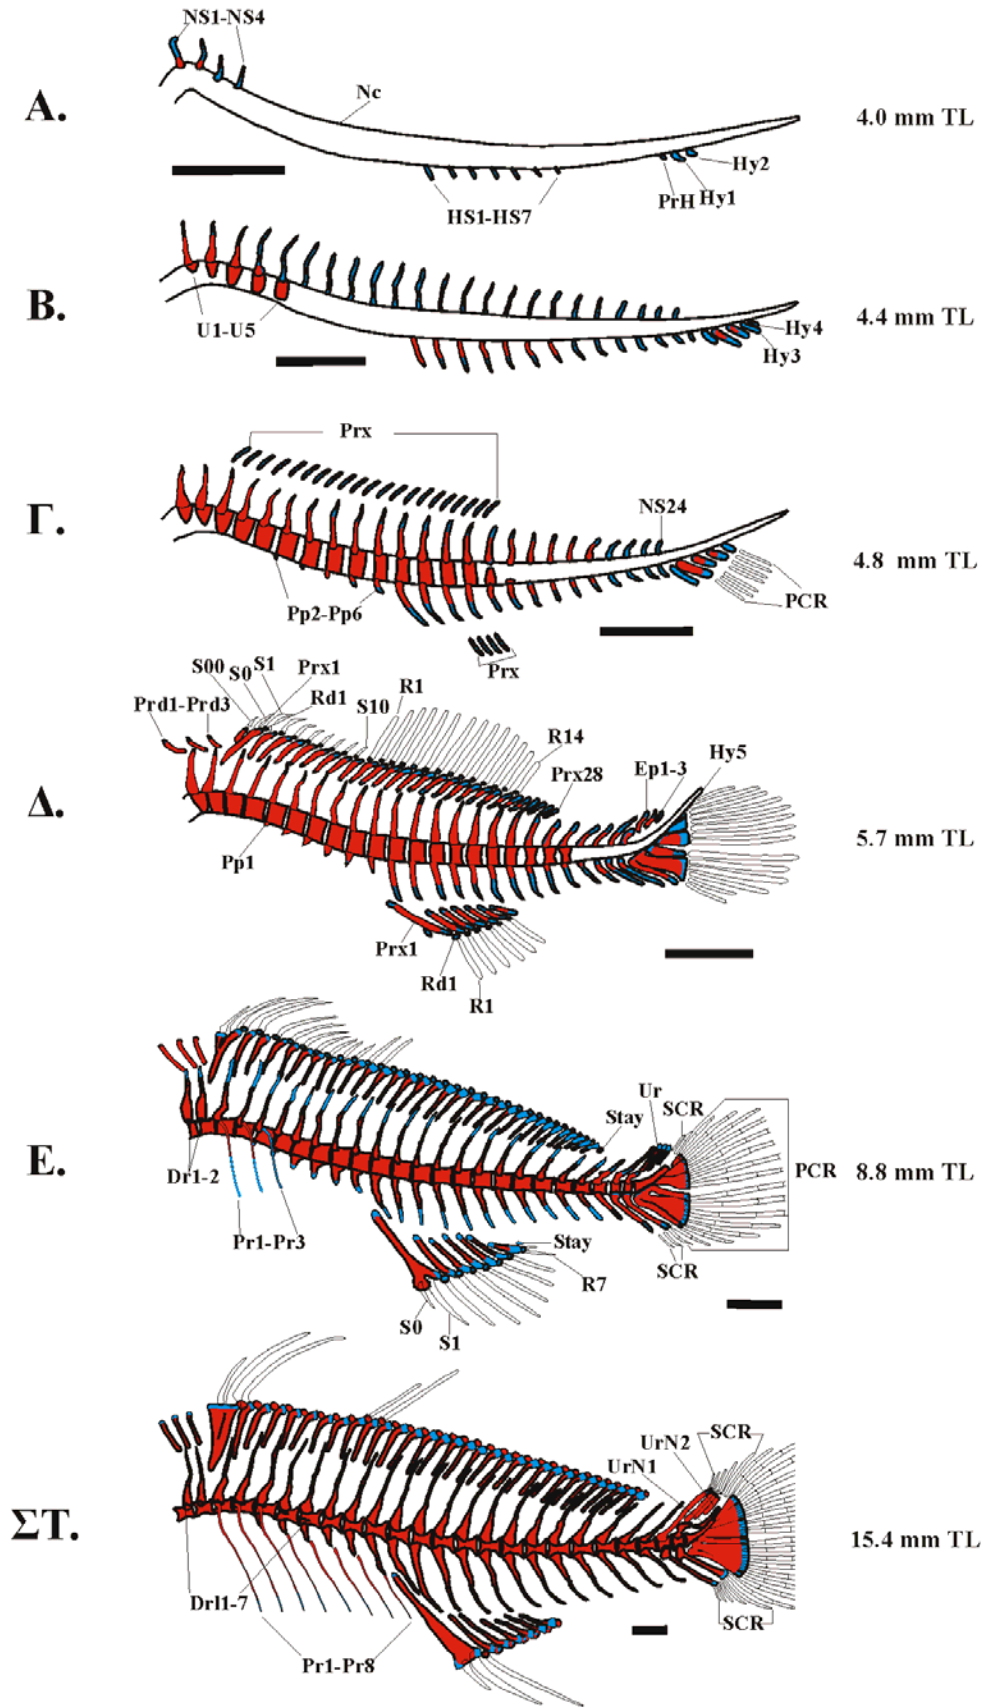 NS1-NS4
Nc
Α.
4.0 mm TL
Hy2
PrH Hy1
HS1-HS7
Β.
U1-U5
Hy4
Hy3
4.4 mm TL
Prx
Γ.
NS24
4.8 mm TL
Pp2-Pp6
PCR
Prx
S00
S0
S1
Prx1
Rd1
R1
Prd1-Prd3
S10
R14
Prx28
Ep1-3
Hy5
Δ.
5.7 mm TL
Pp1
Prx1
Rd1
R1
Ur
SCR
Stay
Ε.
PCR
8.8 mm TL
Dr1-2
Pr1-Pr3
Stay
R7
SCR
S0
S1
SCR
UrN2
UrN1
ΣΤ.
15.4 mm TL
Drl1-7
SCR
Pr1-Pr8